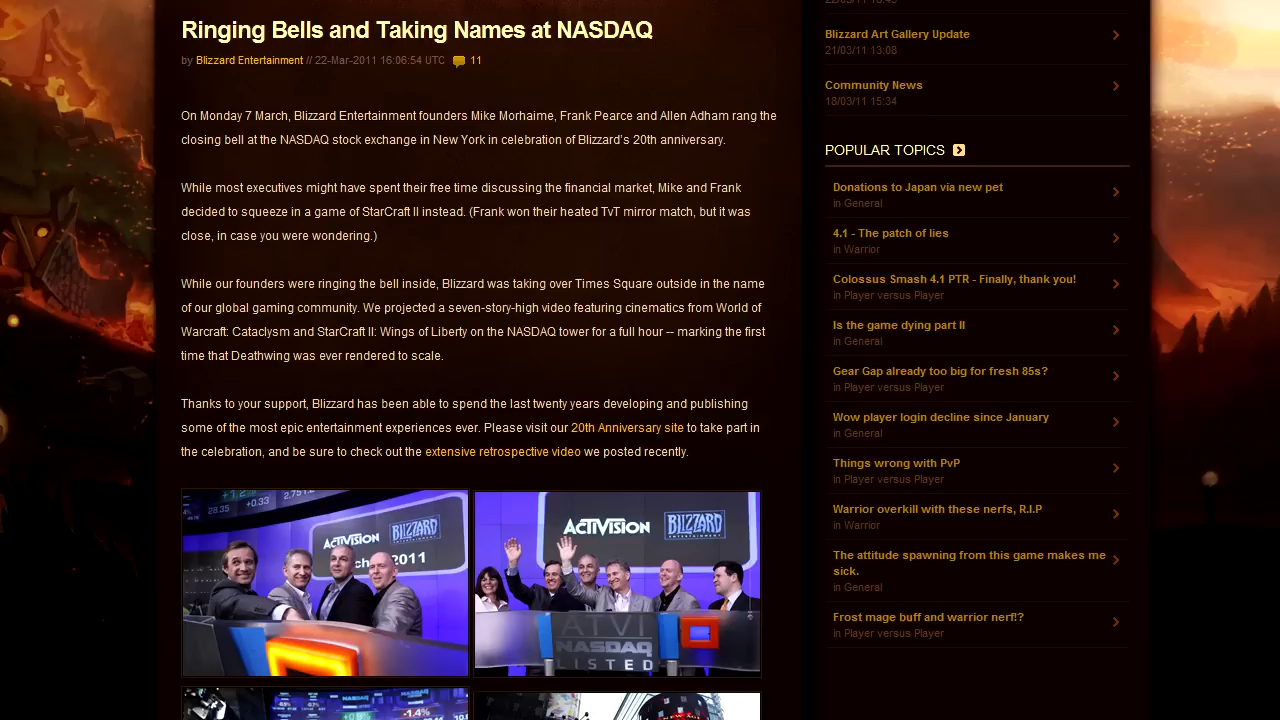 Ringing Bells and Taking Names at NASDAQ
by Blizzard Entertainment // 22-Mar-2011 16:06:54 UTC 11
On Monday 7 March, Blizzard Entertainment founders Mike Morhaime, Frank Pearce and Allen Adham rang the
closing bell at the NASDAQ stock exchange in New York in celebration of Blizzard's 20th anniversary.
While most executives might have spent their free time discussing the financial market, Mike and Frank
decided to squeeze in a game of StarCraft II instead. (Frank won their heated TvT mirror match, but it was
close, in case you were wondering.)
While our founders were ringing the bell inside, Blizzard was taking over Times Square outside in the name
of our global gaming community. We projected a seven-story-high video featuring cinematics from World of
Warcraft: Cataclysm and StarCraft II: Wings of Liberty on the NASDAQ tower for a full hour -- marking the first
time that Deathwing was ever rendered to scale.
Thanks to your support, Blizzard has been able to spend the last twenty years developing and publishing
some of the most epic entertainment experiences ever. Please visit our 20th Anniversary site to take part in
the celebration, and be sure to check out the extensive retrospective video we posted recently.
28.35 +0.33
ACTIVISION BLIZZARD
2011
ACTIVISION BLIZZARD
ENTERTAINMENT
ATVI
NASDAQ
LISTED
NASDAQ
-1.4%
Blizzard Art Gallery Update
21/03/11 13:08
Community News
18/03/11 15:34
POPULAR TOPICS
Donations to Japan via new pet
in General
4.1 - The patch of lies
in Warrior
Colossus Smash 4.1 PTR - Finally, thank you!
in Player versus Player
Is the game dying part II
in General
Gear Gap already too big for fresh 85s?
in Player versus Player
Wow player login decline since January
in General
Things wrong with PvP
in Player versus Player
Warrior overkill with these nerfs, R.I.P
in Warrior
The attitude spawning from this game makes me
sick.
in General
Frost mage buff and warrior nerf!?
in Player versus Player